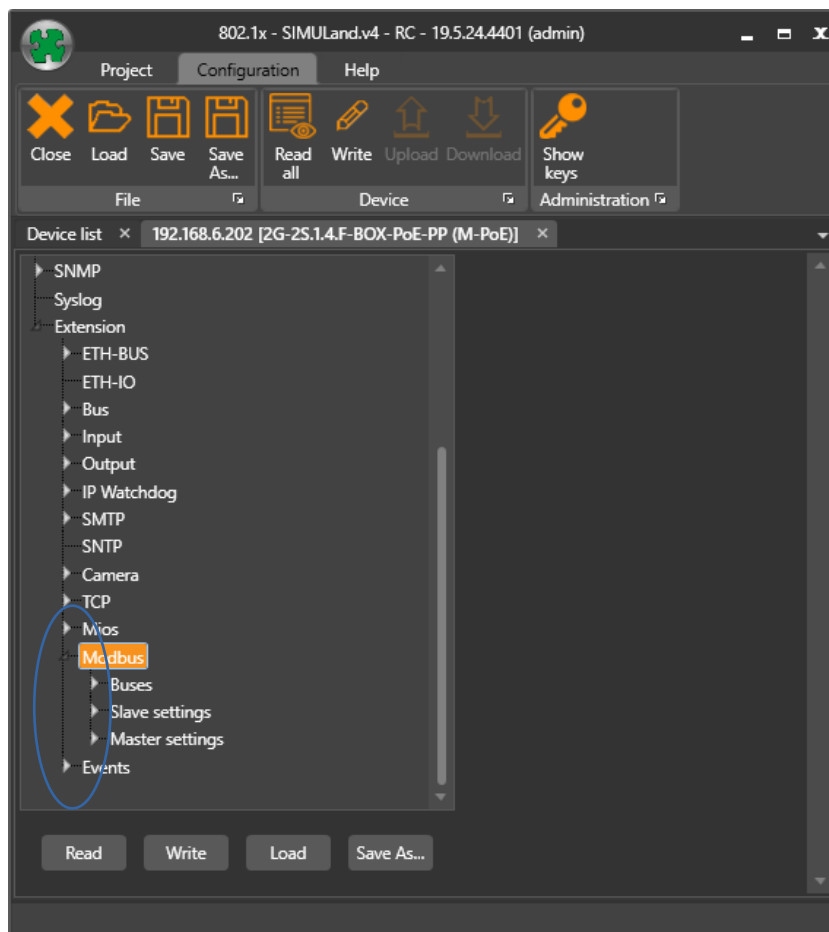 802.1x - SIMULand.v4 - RC - 19.5.24.4401 (admin)
Project Configuration Help
Close Load Save Save As... Read all Write Upload Download Show keys
File Device Administration
Device list × 192.168.6.202 [2G-2S.1.4.F-BOX-PoE-PP (M-PoE)] ×
SNMP
Syslog
Extension
ETH-BUS
ETH-IO
Bus
Input
Output
IP Watchdog
SMTP
SNTP
Camera
TCP
Mios
Modbus
Buses
Slave settings
Master settings
Events
Read Write Load Save As...